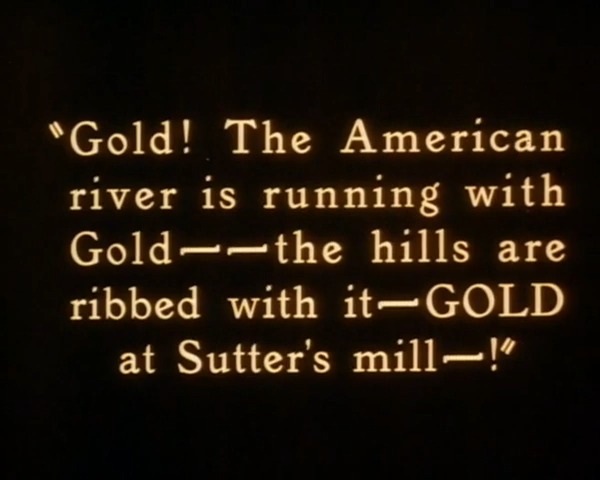 "Gold! The American
river is running with
Gold——the hills are
ribbed with it—GOLD
at Sutter's mill—!"